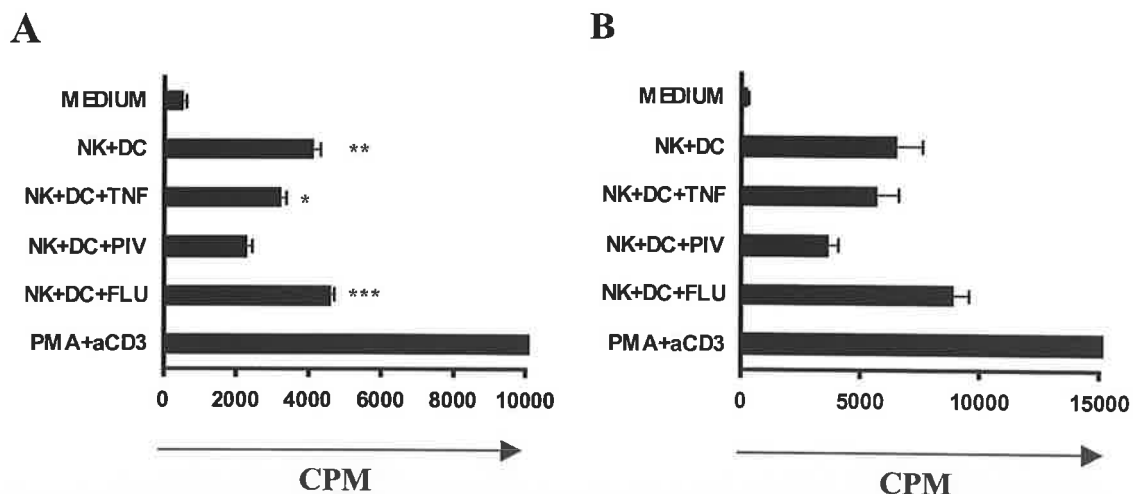 A
MEDIUM
NK+DC **
NK+DC+TNF *
NK+DC+PIV
NK+DC+FLU ***
PMA+aCD3
0 2000 4000 6000 8000 10000
CPM
B
MEDIUM
NK+DC
NK+DC+TNF
NK+DC+PIV
NK+DC+FLU
PMA+aCD3
0 5000 10000 15000
CPM